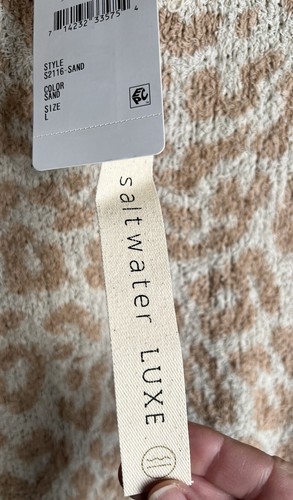 7 14232 33575 4
STYLE
S2116-SAND
COLOR
SAND
SIZE
L
saltwater LUXE